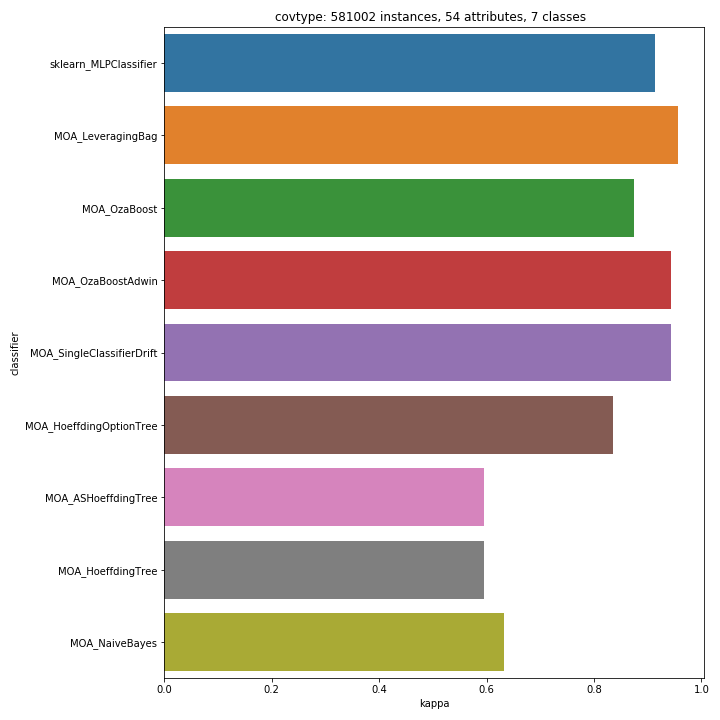 covtype: 581002 instances, 54 attributes, 7 classes
sklearn_MLPClassifier
MOA_LeveragingBag
MOA_OzaBoost
MOA_OzaBoostAdwin
MOA_SingleClassifierDrift
MOA_HoeffdingOptionTree
MOA_ASHoeffdingTree
MOA_HoeffdingTree
MOA_NaiveBayes
classifier
0.0 0.2 0.4 0.6 0.8 1.0
kappa